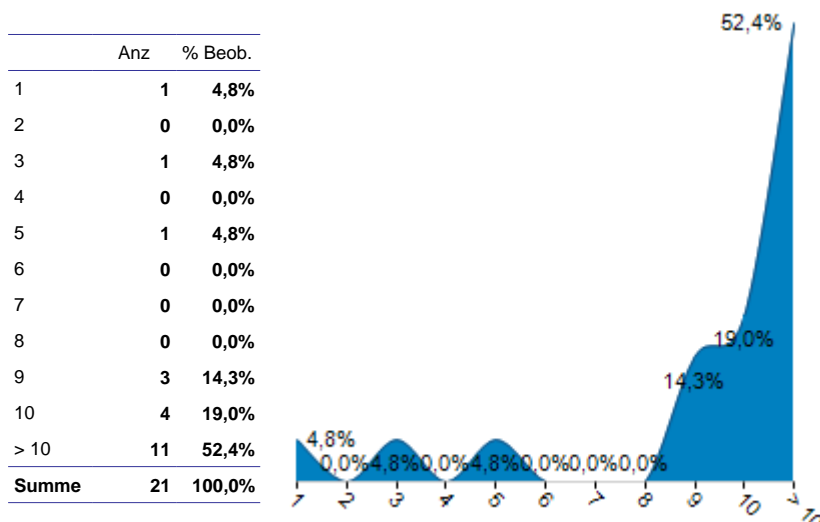 Anz % Beob.
1 1 4,8%
2 0 0,0%
3 1 4,8%
4 0 0,0%
5 1 4,8%
6 0 0,0%
7 0 0,0%
8 0 0,0%
9 3 14,3%
10 4 19,0%
> 10 11 52,4%
Summe 21 100,0%
52,4%
19,0%
14,3%
4,8%
0,0% 4,8% 0,0% 4,8% 0,0% 0,0% 0,0%
1 2 3 4 5 6 7 8 9 10 > 10